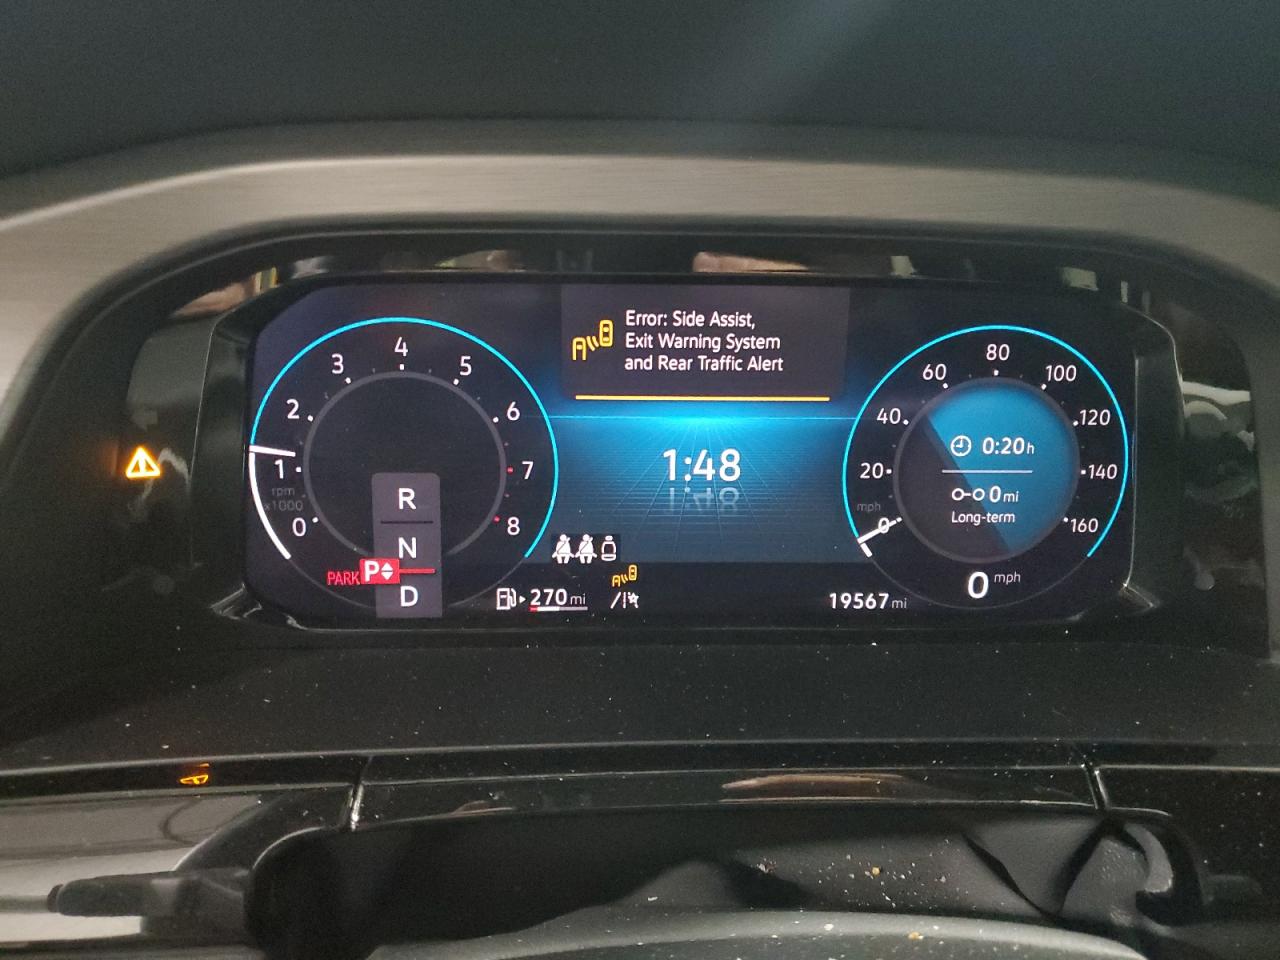 Error: Side Assist,
Exit Warning System
and Rear Traffic Alert
0
1
2
3
4
5
6
7
8
rpm
x1000
R
N
PARK P
D
1:48
270 mi
19567 mi
0
20
40
60
80
100
120
140
160
mph
0:20h
0 mi
Long-term
0 mph